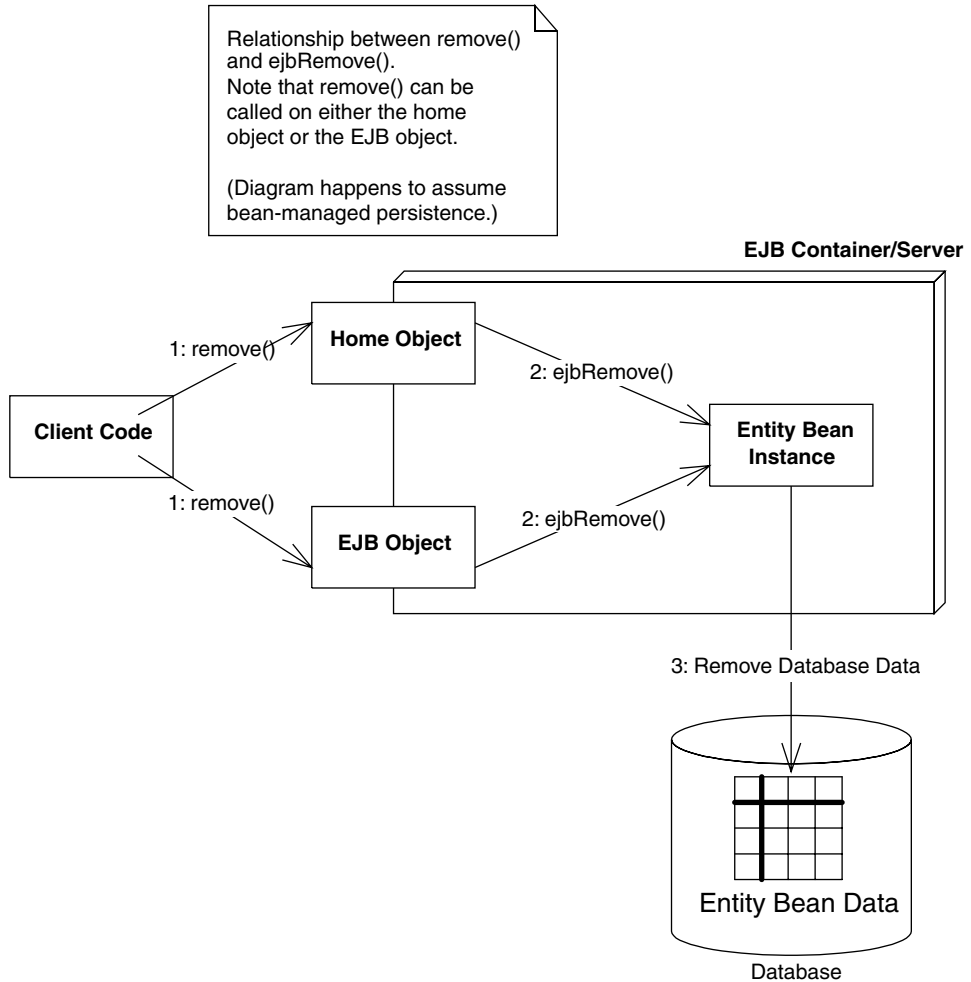 Relationship between remove()
and ejbRemove().
Note that remove() can be
called on either the home
object or the EJB object.
(Diagram happens to assume
bean-managed persistence.)
EJB Container/Server
Home Object
1: remove()
2: ejbRemove()
Client Code
Entity Bean
Instance
1: remove()
2: ejbRemove()
EJB Object
3: Remove Database Data
Entity Bean Data
Database